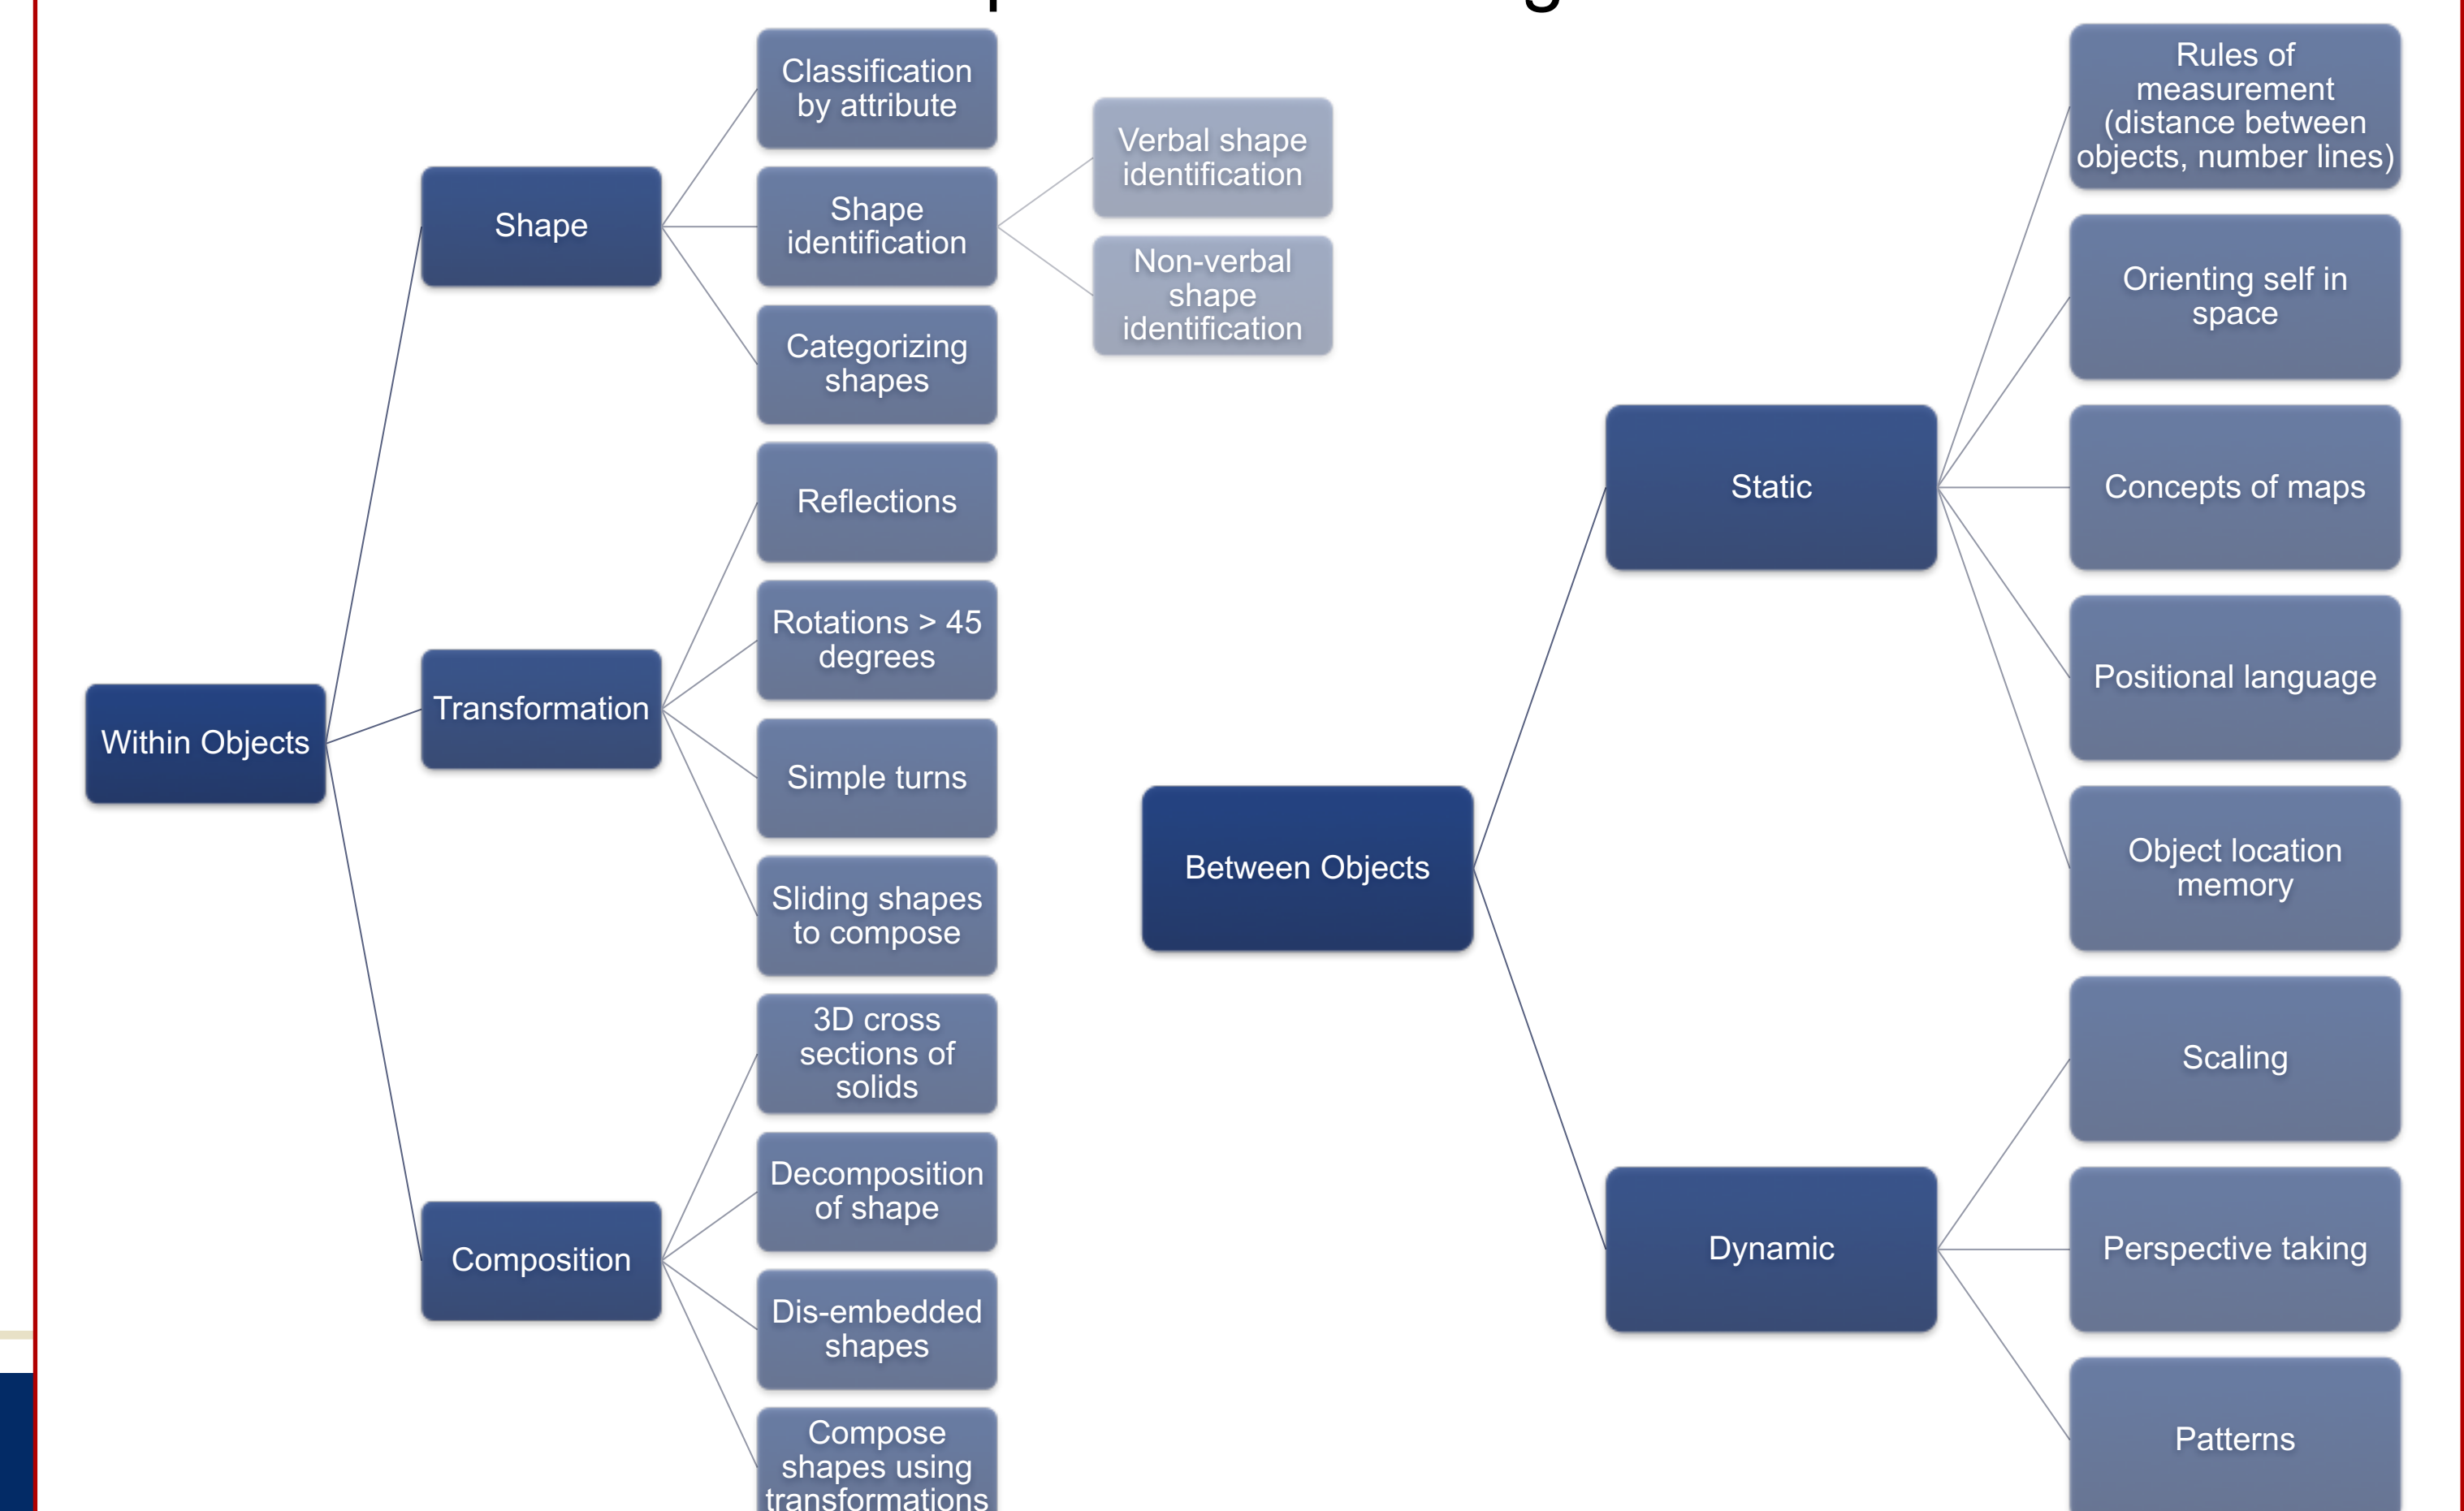 Within Objects
Shape
Classification
by attribute
Shape
identification
Verbal shape
identification
Non-verbal
shape
identification
Categorizing
shapes
Transformation
Reflections
Rotations > 45
degrees
Simple turns
Sliding shapes
to compose
Composition
3D cross
sections of
solids
Decomposition
of shape
Dis-embedded
shapes
Compose
shapes using
transformations
Between Objects
Static
Rules of
measurement
(distance between
objects, number lines)
Orienting self in
space
Concepts of maps
Positional language
Object location
memory
Dynamic
Scaling
Perspective taking
Patterns